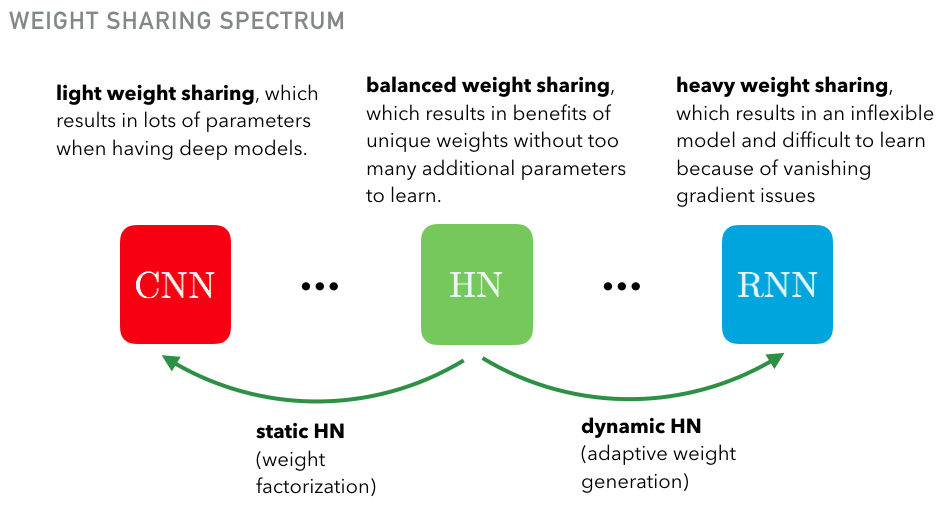 WEIGHT SHARING SPECTRUM
light weight sharing, which
results in lots of parameters
when having deep models.
balanced weight sharing,
which results in benefits of
unique weights without too
many additional parameters
to learn.
heavy weight sharing,
which results in an inflexible
model and difficult to learn
because of vanishing
gradient issues
CNN
•••
HN
•••
RNN
static HN
(weight
factorization)
dynamic HN
(adaptive weight
generation)